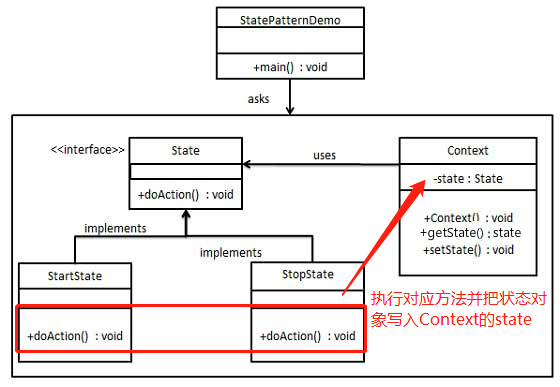 StatePatternDemo
+main() : void
asks
<<interface>>
State
+doAction() : void
uses
Context
-state : State
+Context() : void
+getState() : state
+setState() : void
implements
implements
StartState
+doAction() : void
StopState
+doAction() : void
执行对应方法并把状态对
象写入Context的state